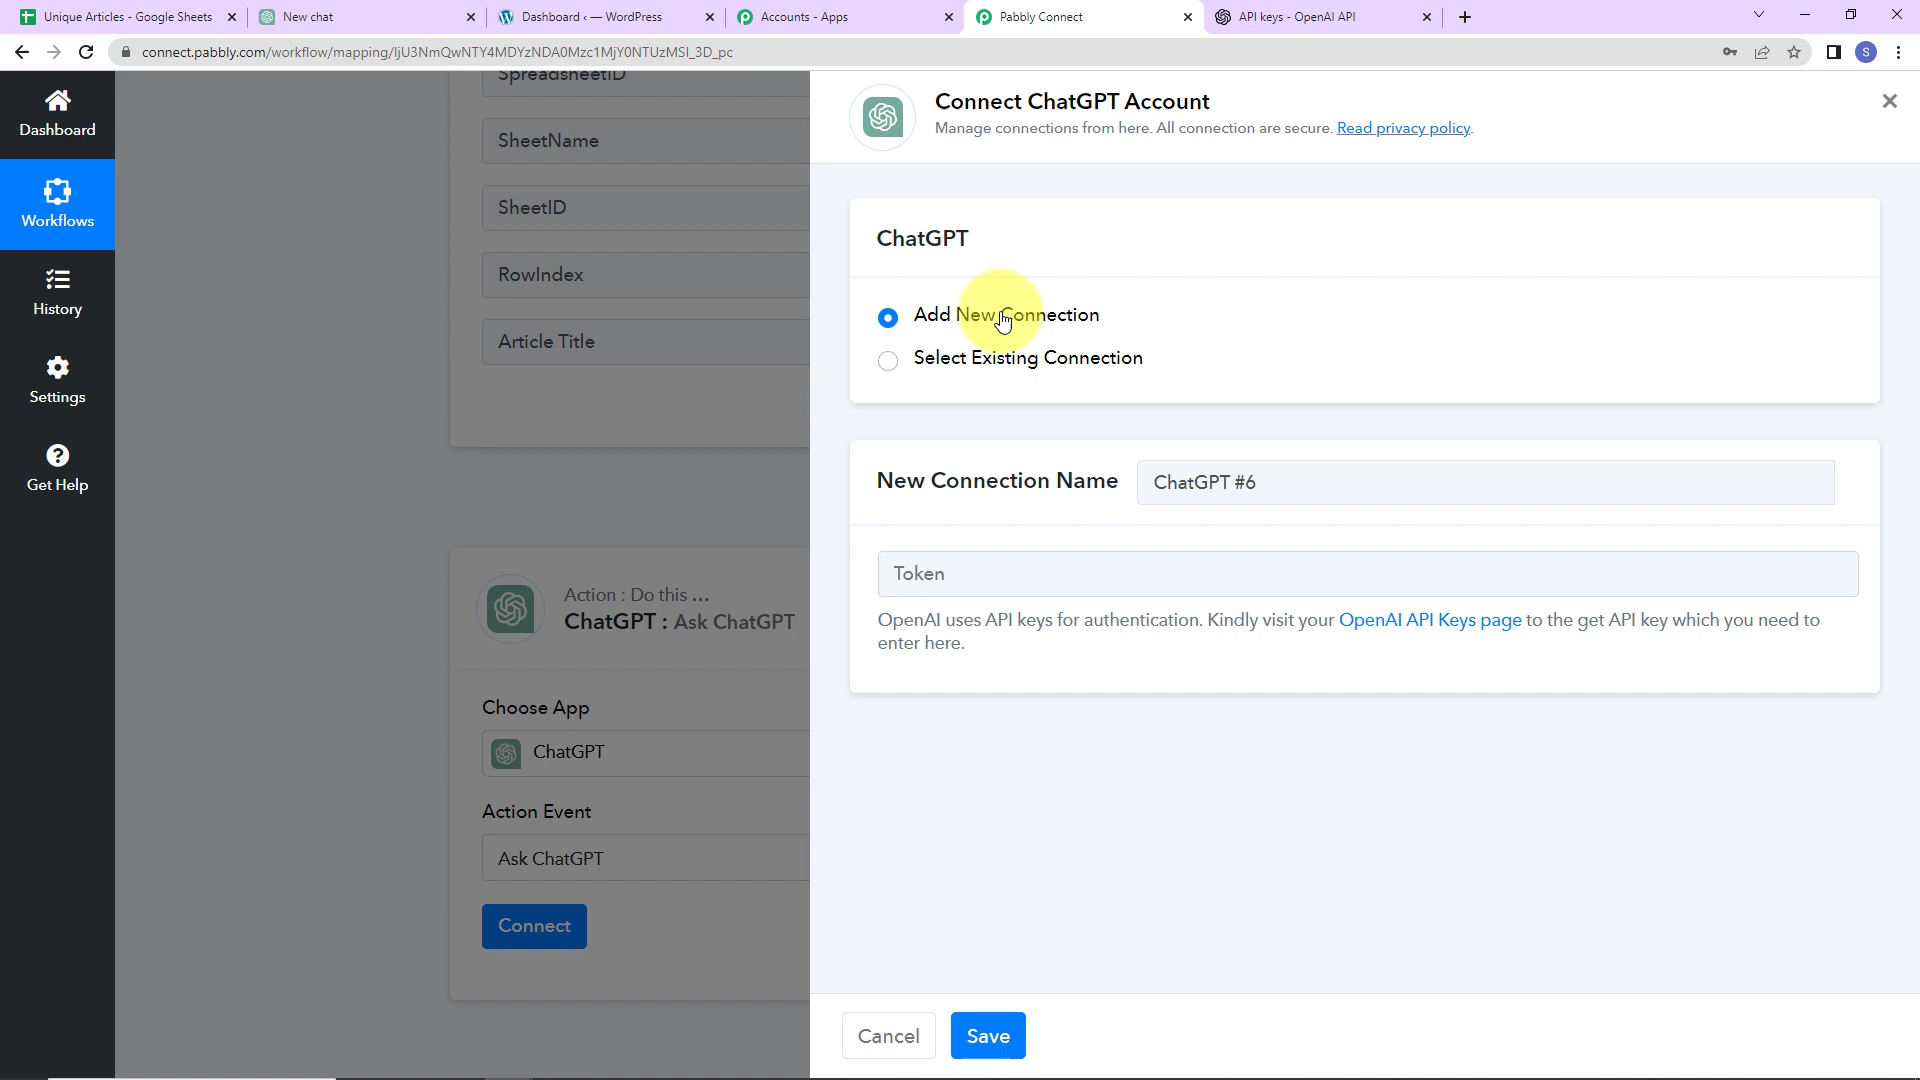 Unique Articles - Google Sheets
New chat
Dashboard ‹ — WordPress
Accounts - Apps
Pabbly Connect
API keys - OpenAI API
connect.pabbly.com/workflow/mapping/IjU3NmQwNTY4MDYzNDA0Mzc1MjY0NTUzMSI_3D_pc
S
Dashboard
Workflows
History
Settings
Get Help
SpreadsheetID
SheetName
SheetID
RowIndex
Article Title
Action : Do this ...
ChatGPT : Ask ChatGPT
Choose App
ChatGPT
Action Event
Ask ChatGPT
Connect
Connect ChatGPT Account
Manage connections from here. All connection are secure. Read privacy policy.
ChatGPT
Add New Connection
Select Existing Connection
New Connection Name
ChatGPT #6
Token
OpenAI uses API keys for authentication. Kindly visit your OpenAI API Keys page to the get API key which you need to
enter here.
Cancel
Save